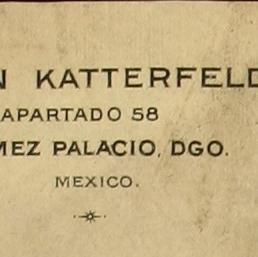 N KATTERFELD
APARTADO 58
MEZ PALACIO, DGO.
MEXICO.